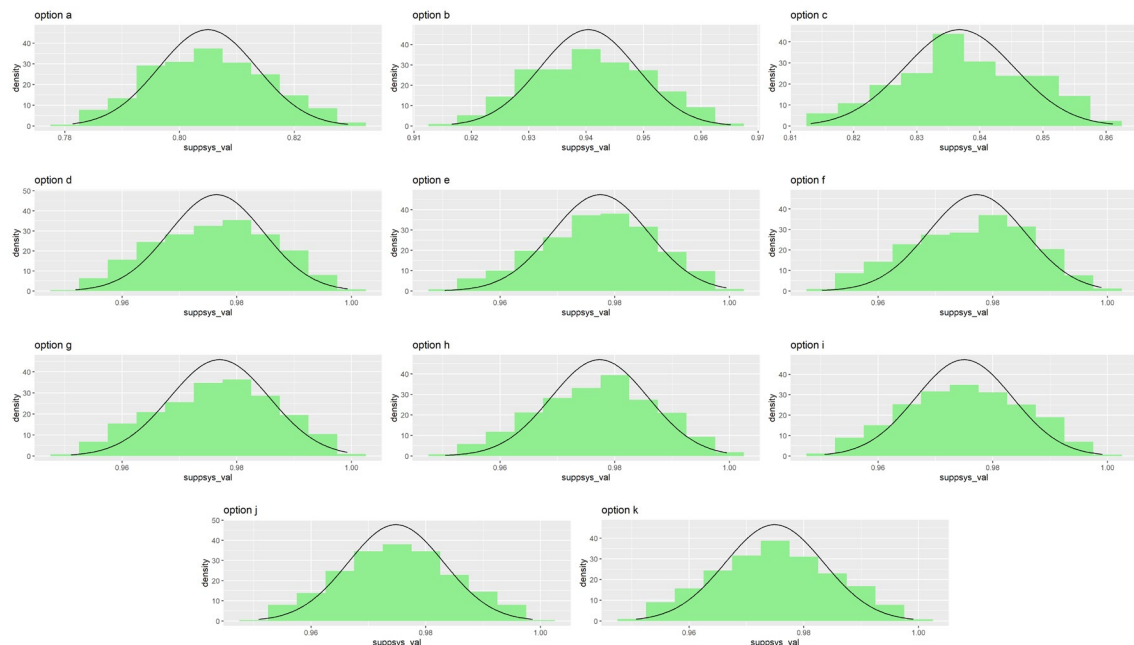 option a
option b
option c
40
30
20
10
0
density
0.78
0.80
0.82
suppsys_val
40
30
20
10
0
density
0.91
0.92
0.93
0.94
0.95
0.96
0.97
suppsys_val
40
30
20
10
0
density
0.81
0.82
0.83
0.84
0.85
0.86
suppsys_val
option d
option e
option f
50
40
30
20
10
0
density
0.96
0.98
1.00
suppsys_val
40
30
20
10
0
density
0.96
0.98
1.00
suppsys_val
40
30
20
10
0
density
0.96
0.98
1.00
suppsys_val
option g
option h
option i
40
30
20
10
0
density
0.96
0.98
1.00
suppsys_val
40
30
20
10
0
density
0.96
0.98
1.00
suppsys_val
40
30
20
10
0
density
0.96
0.98
1.00
suppsys_val
option j
option k
50
40
30
20
10
0
density
0.96
0.98
1.00
suppsys_val
40
30
20
10
0
density
0.96
0.98
1.00
suppsys_val